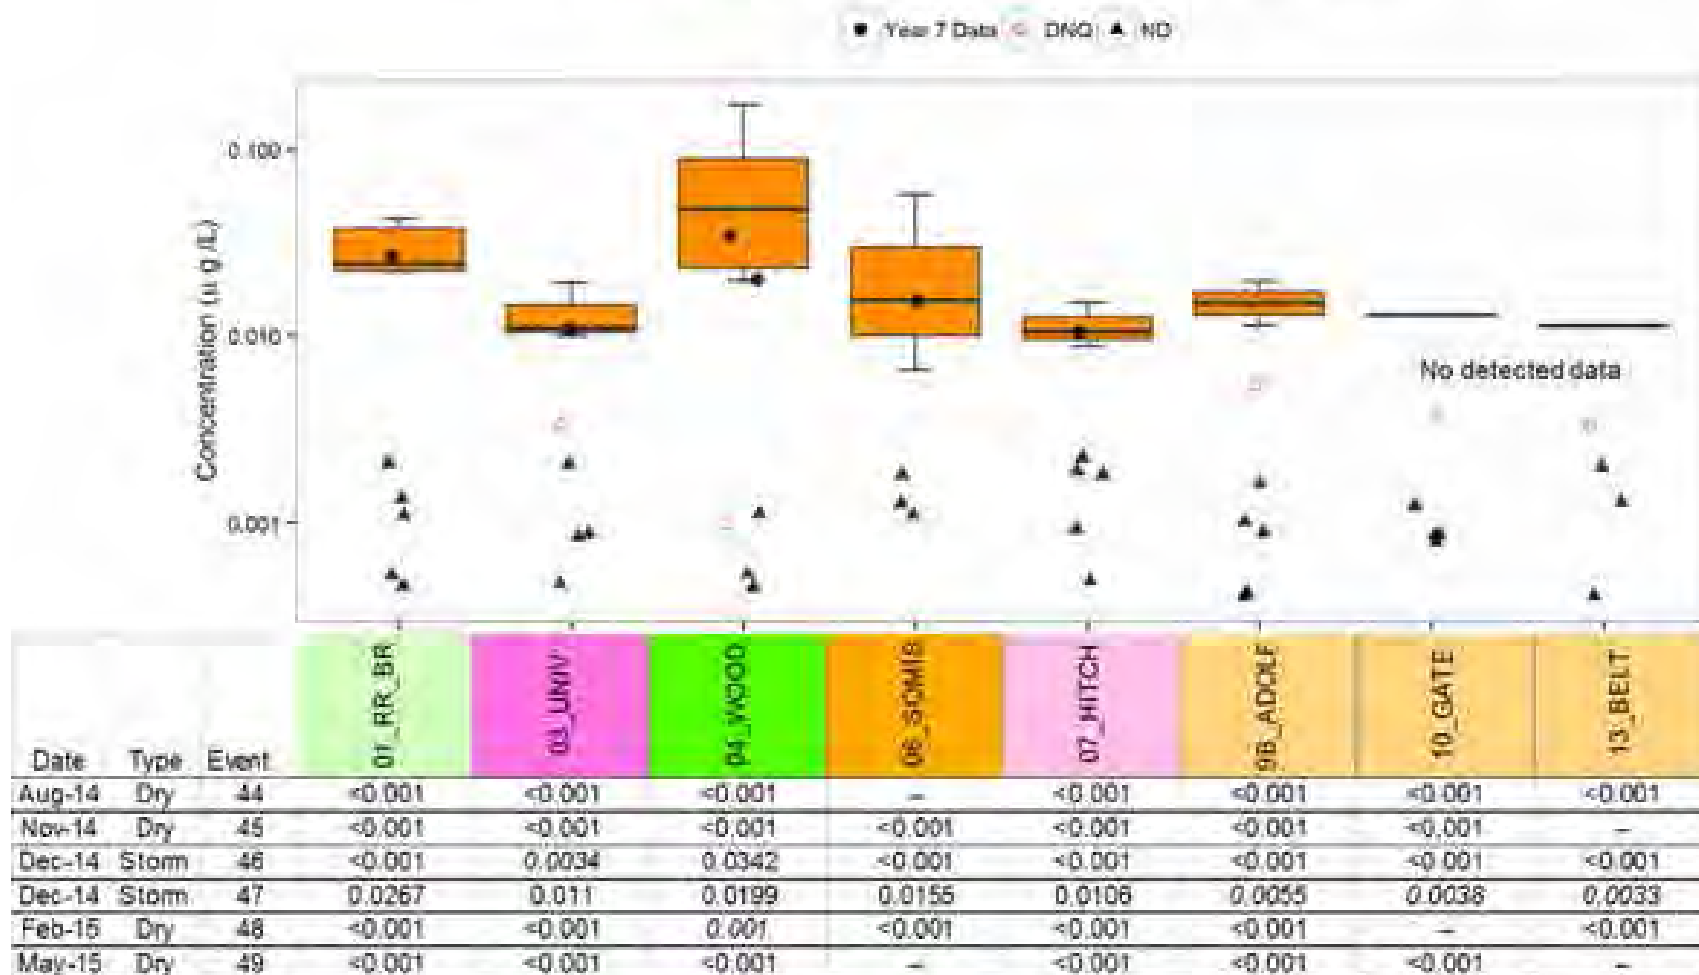 Year 7 Data DNQ ND
0.100
0.010
0.001
Concentration (µ g /L)
No detected data
Date Type Event 01_RR_BR 03_UNIV 04_WOOD 06_SOMIS 07_HITCH 9B_ADOLF 10_GATE 13_BELT
Aug-14 Dry 44 <0.001 <0.001 <0.001 – <0.001 <0.001 <0.001 <0.001
Nov-14 Dry 45 <0.001 <0.001 <0.001 <0.001 <0.001 <0.001 <0.001 –
Dec-14 Storm 46 <0.001 0.0034 0.0342 <0.001 <0.001 <0.001 <0.001 <0.001
Dec-14 Storm 47 0.0267 0.011 0.0199 0.0155 0.0106 0.0055 0.0038 0.0033
Feb-15 Dry 48 <0.001 <0.001 0.001 <0.001 <0.001 <0.001 – <0.001
May-15 Dry 49 <0.001 <0.001 <0.001 – <0.001 <0.001 <0.001 –